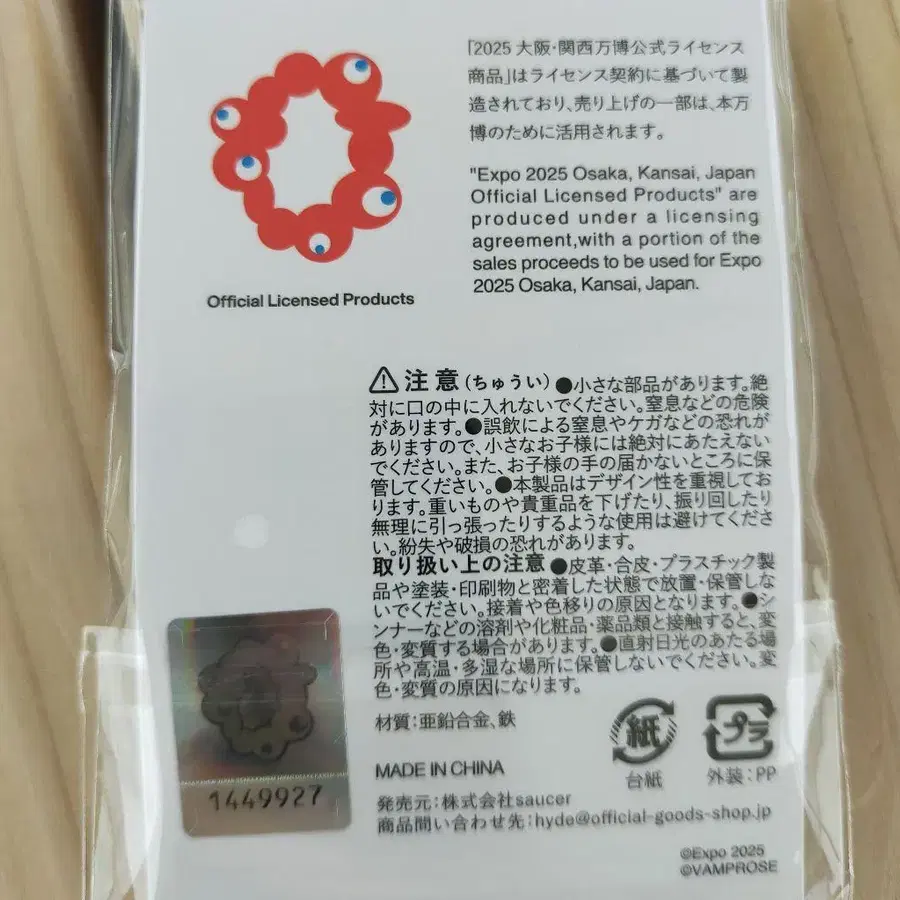 「2025 大阪・関西万博公式ライセンス
商品」はライセンス契約に基づいて製
造されており、売り上げの一部は、本万
博のために活用されます。
"Expo 2025 Osaka, Kansai, Japan
Official Licensed Products" are
produced under a licensing
agreement,with a portion of the
sales proceeds to be used for Expo
2025 Osaka, Kansai, Japan.
Official Licensed Products
注意(ちゅうい)●小さな部品があります。絶
対に口の中に入れないでください。窒息などの危険
があります。●誤飲による窒息やケガなどの恐れが
ありますので、小さなお子様には絶対にあたえない
でください。また、お子様の手の届かないところに保
管してください。●本製品はデザイン性を重視してお
ります。重いものや貴重品を下げたり、振り回したり
無理に引っ張ったりするような使用は避けてくださ
い。紛失や破損の恐れがあります。
取り扱い上の注意 ●皮革・合皮・プラスチック製
品や塗装・印刷物と密着した状態で放置・保管しな
いでください。接着や色移りの原因となります。●シ
ンナーなどの溶剤や化粧品・薬品類と接触すると、変
色・変質する場合があります。●直射日光のあたる場
所や高温・多湿な場所に保管しないでください。変
色・変質の原因になります。
材質:亜鉛合金、鉄
紙
台紙
プラ
外装:PP
MADE IN CHINA
発売元:株式会社saucer
商品問い合わせ先:hyde@official-goods-shop.jp
1449927
©Expo 2025
©VAMPROSE